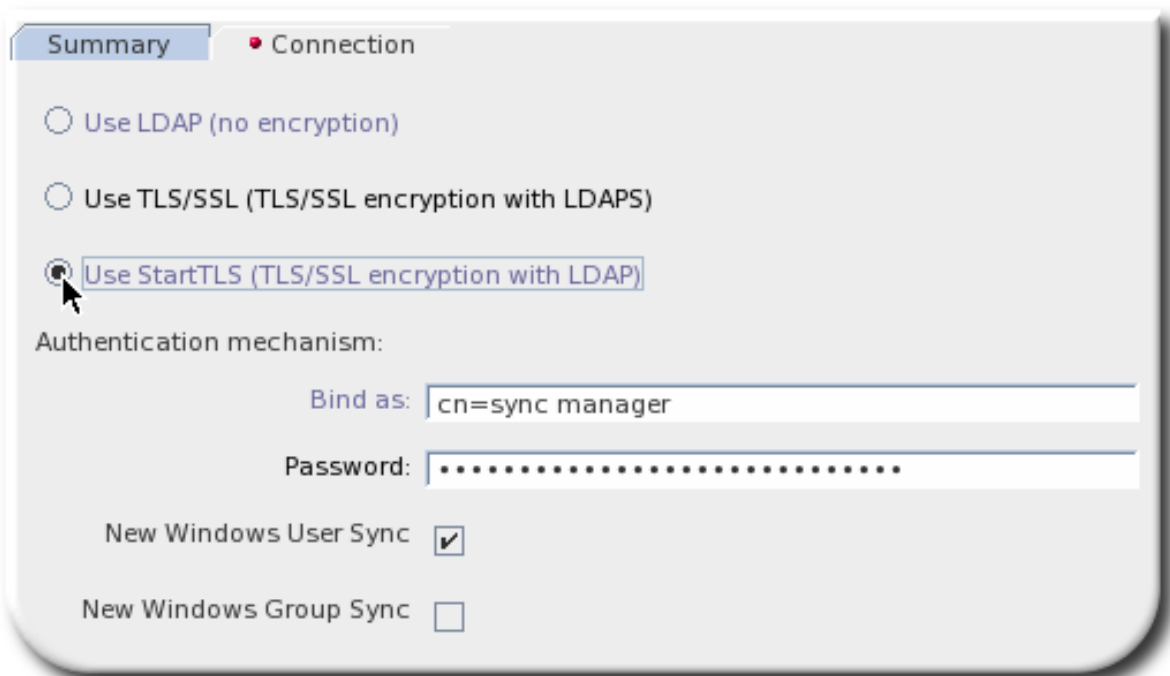 Summary Connection
Use LDAP (no encryption)
Use TLS/SSL (TLS/SSL encryption with LDAPS)
Use StartTLS (TLS/SSL encryption with LDAP)
Authentication mechanism:
Bind as: cn=sync manager
Password: •••••••••••••••••••••••••••••
New Windows User Sync
New Windows Group Sync